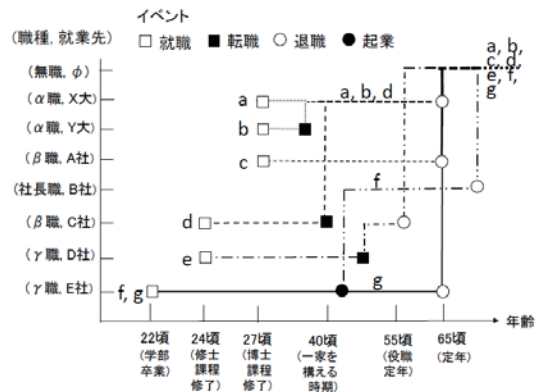 イベント
(職種, 就業先)
□ 就職 ■ 転職 ○ 退職 ● 起業
(無職, φ)
a, b,
c, d,
e, f,
g
(α職, X大)
a
a, b, d
(α職, Y大)
b
(β職, A社)
c
(社長職, B社)
f
(β職, C社)
d
(γ職, D社)
e
(γ職, E社)
f, g
g
年齢
22頃 24頃 27頃 40頃 55頃 65頃
(学部 (修士 (博士 (一家を (役職 (定年)
卒業) 課程 課程 構える 定年)
修了) 修了) 時期)